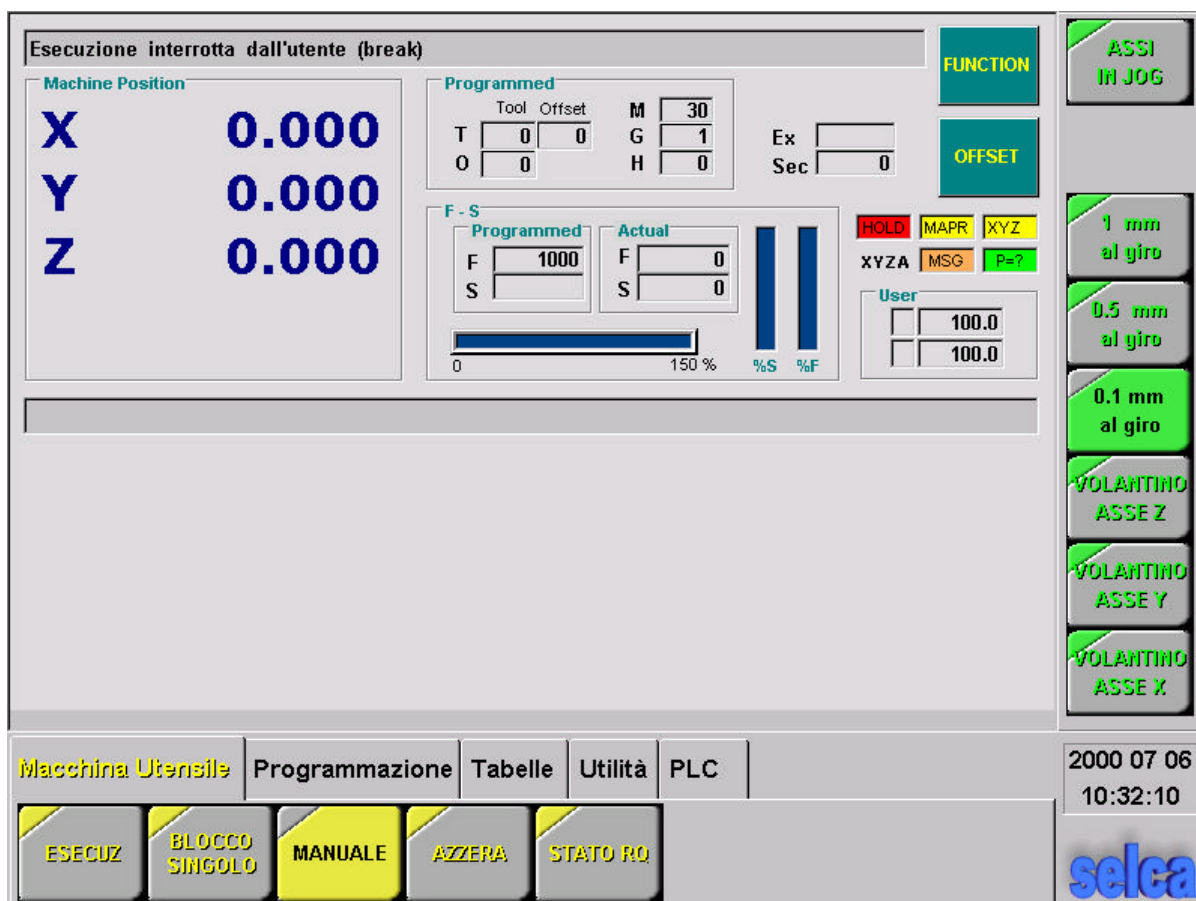 Esecuzione interrotta dall'utente (break)
FUNCTION
OFFSET
Machine Position
X 0.000
Y 0.000
Z 0.000
Programmed
Tool Offset
T 0 0
O 0
M 30
G 1
H 0
Ex
Sec 0
F - S
Programmed
F 1000
S
Actual
F 0
S 0
0 150 %
%S %F
HOLD MAPR XYZ
XYZA MSG P=?
User
100.0
100.0
ASSI
IN JOG
1 mm
al giro
0.5 mm
al giro
0.1 mm
al giro
VOLANTINO
ASSE Z
VOLANTINO
ASSE Y
VOLANTINO
ASSE X
Macchina Utensile Programmazione Tabelle Utilità PLC
ESECUZ
BLOCCO
SINGOLO
MANUALE
AZZERA
STATO RQ
2000 07 06
10:32:10
selca